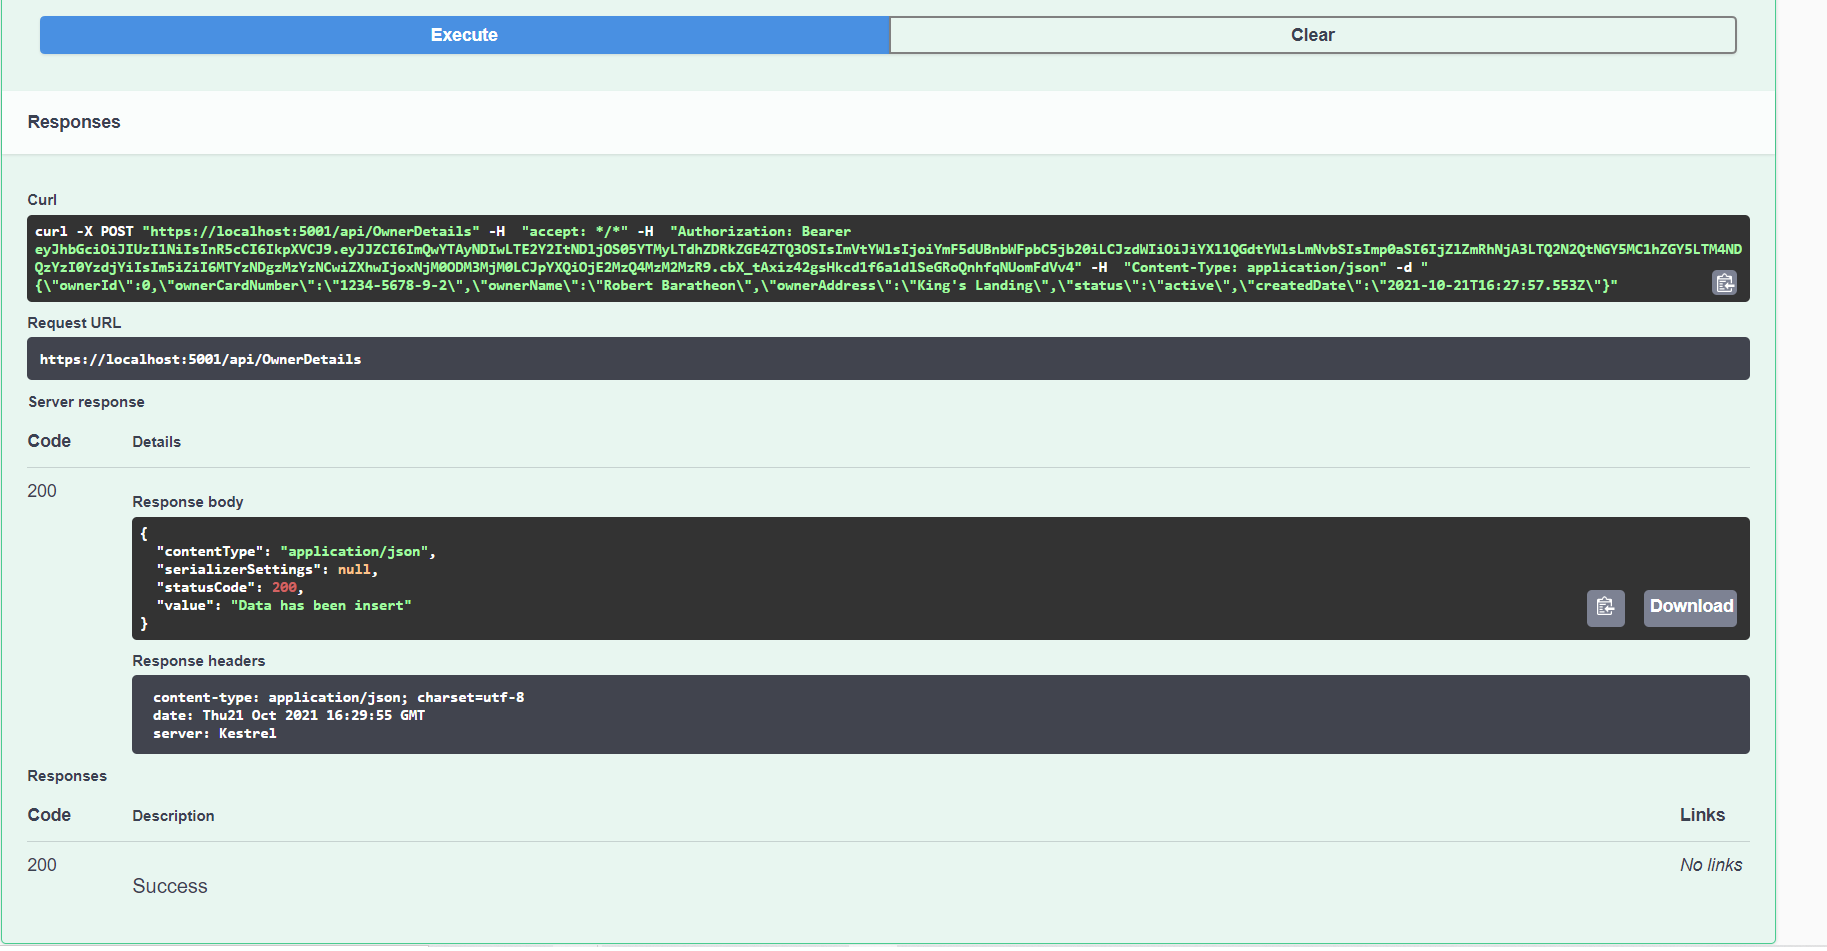 Execute
Clear
Responses
Curl
curl -X POST "https://localhost:5001/api/OwnerDetails" -H  "accept: */*" -H  "Authorization: Bearer
{\"ownerId\":0,\"ownerCardNumber\":\"1234-5678-9-2\",\"ownerName\":\"Robert Baratheon\",\"ownerAddress\":\"King's Landing\",\"status\":\"active\",\"createdDate\":\"2021-10-21T16:27:57.553Z\"}"
-H  "Content-Type: application/json" -d "
Request URL
https://localhost:5001/api/OwnerDetails
Server response
Code Details
200
Response body
{
"contentType": "application/json",
"serializerSettings": null,
"statusCode": 200,
"value": "Data has been insert"
}
Download
Response headers
content-type: application/json; charset=utf-8
date: Thu21 Oct 2021 16:29:55 GMT
server: Kestrel
Responses
Code Description Links
200 No links
Success